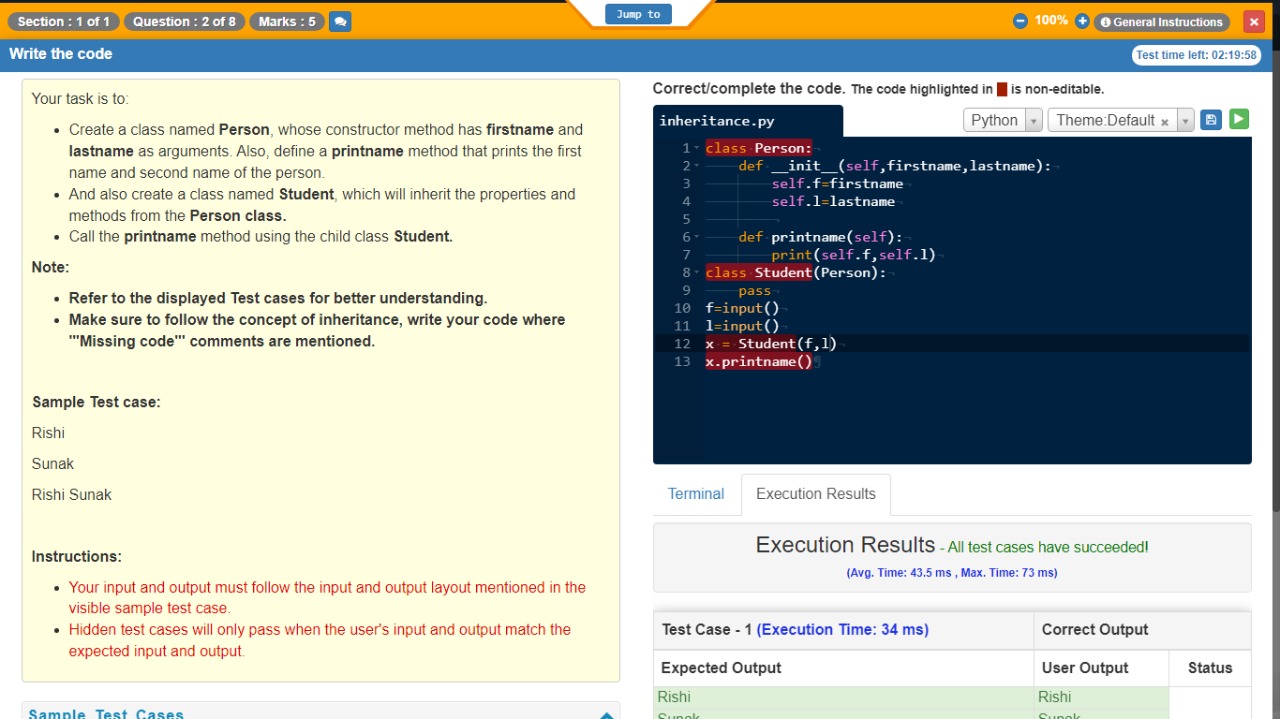 Section : 1 of 1 Question : 2 of 8 Marks : 5 Jump to 100% General Instructions
Write the code Test time left: 02:19:58
Your task is to:
Create a class named Person, whose constructor method has firstname and
lastname as arguments. Also, define a printname method that prints the first
name and second name of the person.
And also create a class named Student, which will inherit the properties and
methods from the Person class.
Call the printname method using the child class Student.
Note:
Refer to the displayed Test cases for better understanding.
Make sure to follow the concept of inheritance, write your code where
'"Missing code"' comments are mentioned.
Sample Test case:
Rishi
Sunak
Rishi Sunak
Instructions:
Your input and output must follow the input and output layout mentioned in the
visible sample test case.
Hidden test cases will only pass when the user's input and output match the
expected input and output.
Sample Test Cases
Correct/complete the code. The code highlighted in is non-editable.
inheritance.py Python Theme:Default
1 class Person:
2 def __init__(self,firstname,lastname):
3 self.f=firstname
4 self.l=lastname
5
6 def printname(self):
7 print(self.f,self.l)
8 class Student(Person):
9 pass
10 f=input()
11 l=input()
12 x = Student(f,l)
13 x.printname()
Terminal Execution Results
Execution Results - All test cases have succeeded!
(Avg. Time: 43.5 ms , Max. Time: 73 ms)
Test Case - 1 (Execution Time: 34 ms) Correct Output
Expected Output User Output Status
Rishi Rishi
Sunak Sunak